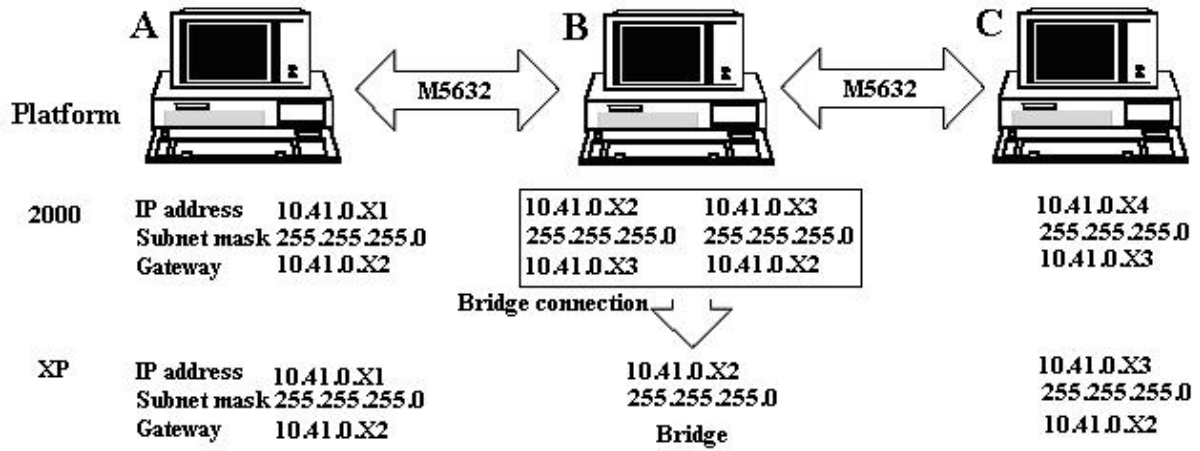 A B C
M5632 M5632
Platform
2000 IP address 10.41.0.X1 10.41.0.X2 10.41.0.X3 10.41.0.X4
Subnet mask 255.255.255.0 255.255.255.0 255.255.255.0 255.255.255.0
Gateway 10.41.0.X2 10.41.0.X3 10.41.0.X2 10.41.0.X3
Bridge connection
XP IP address 10.41.0.X1 10.41.0.X2 10.41.0.X3
Subnet mask 255.255.255.0 255.255.255.0 255.255.255.0
Gateway 10.41.0.X2 Bridge 10.41.0.X2